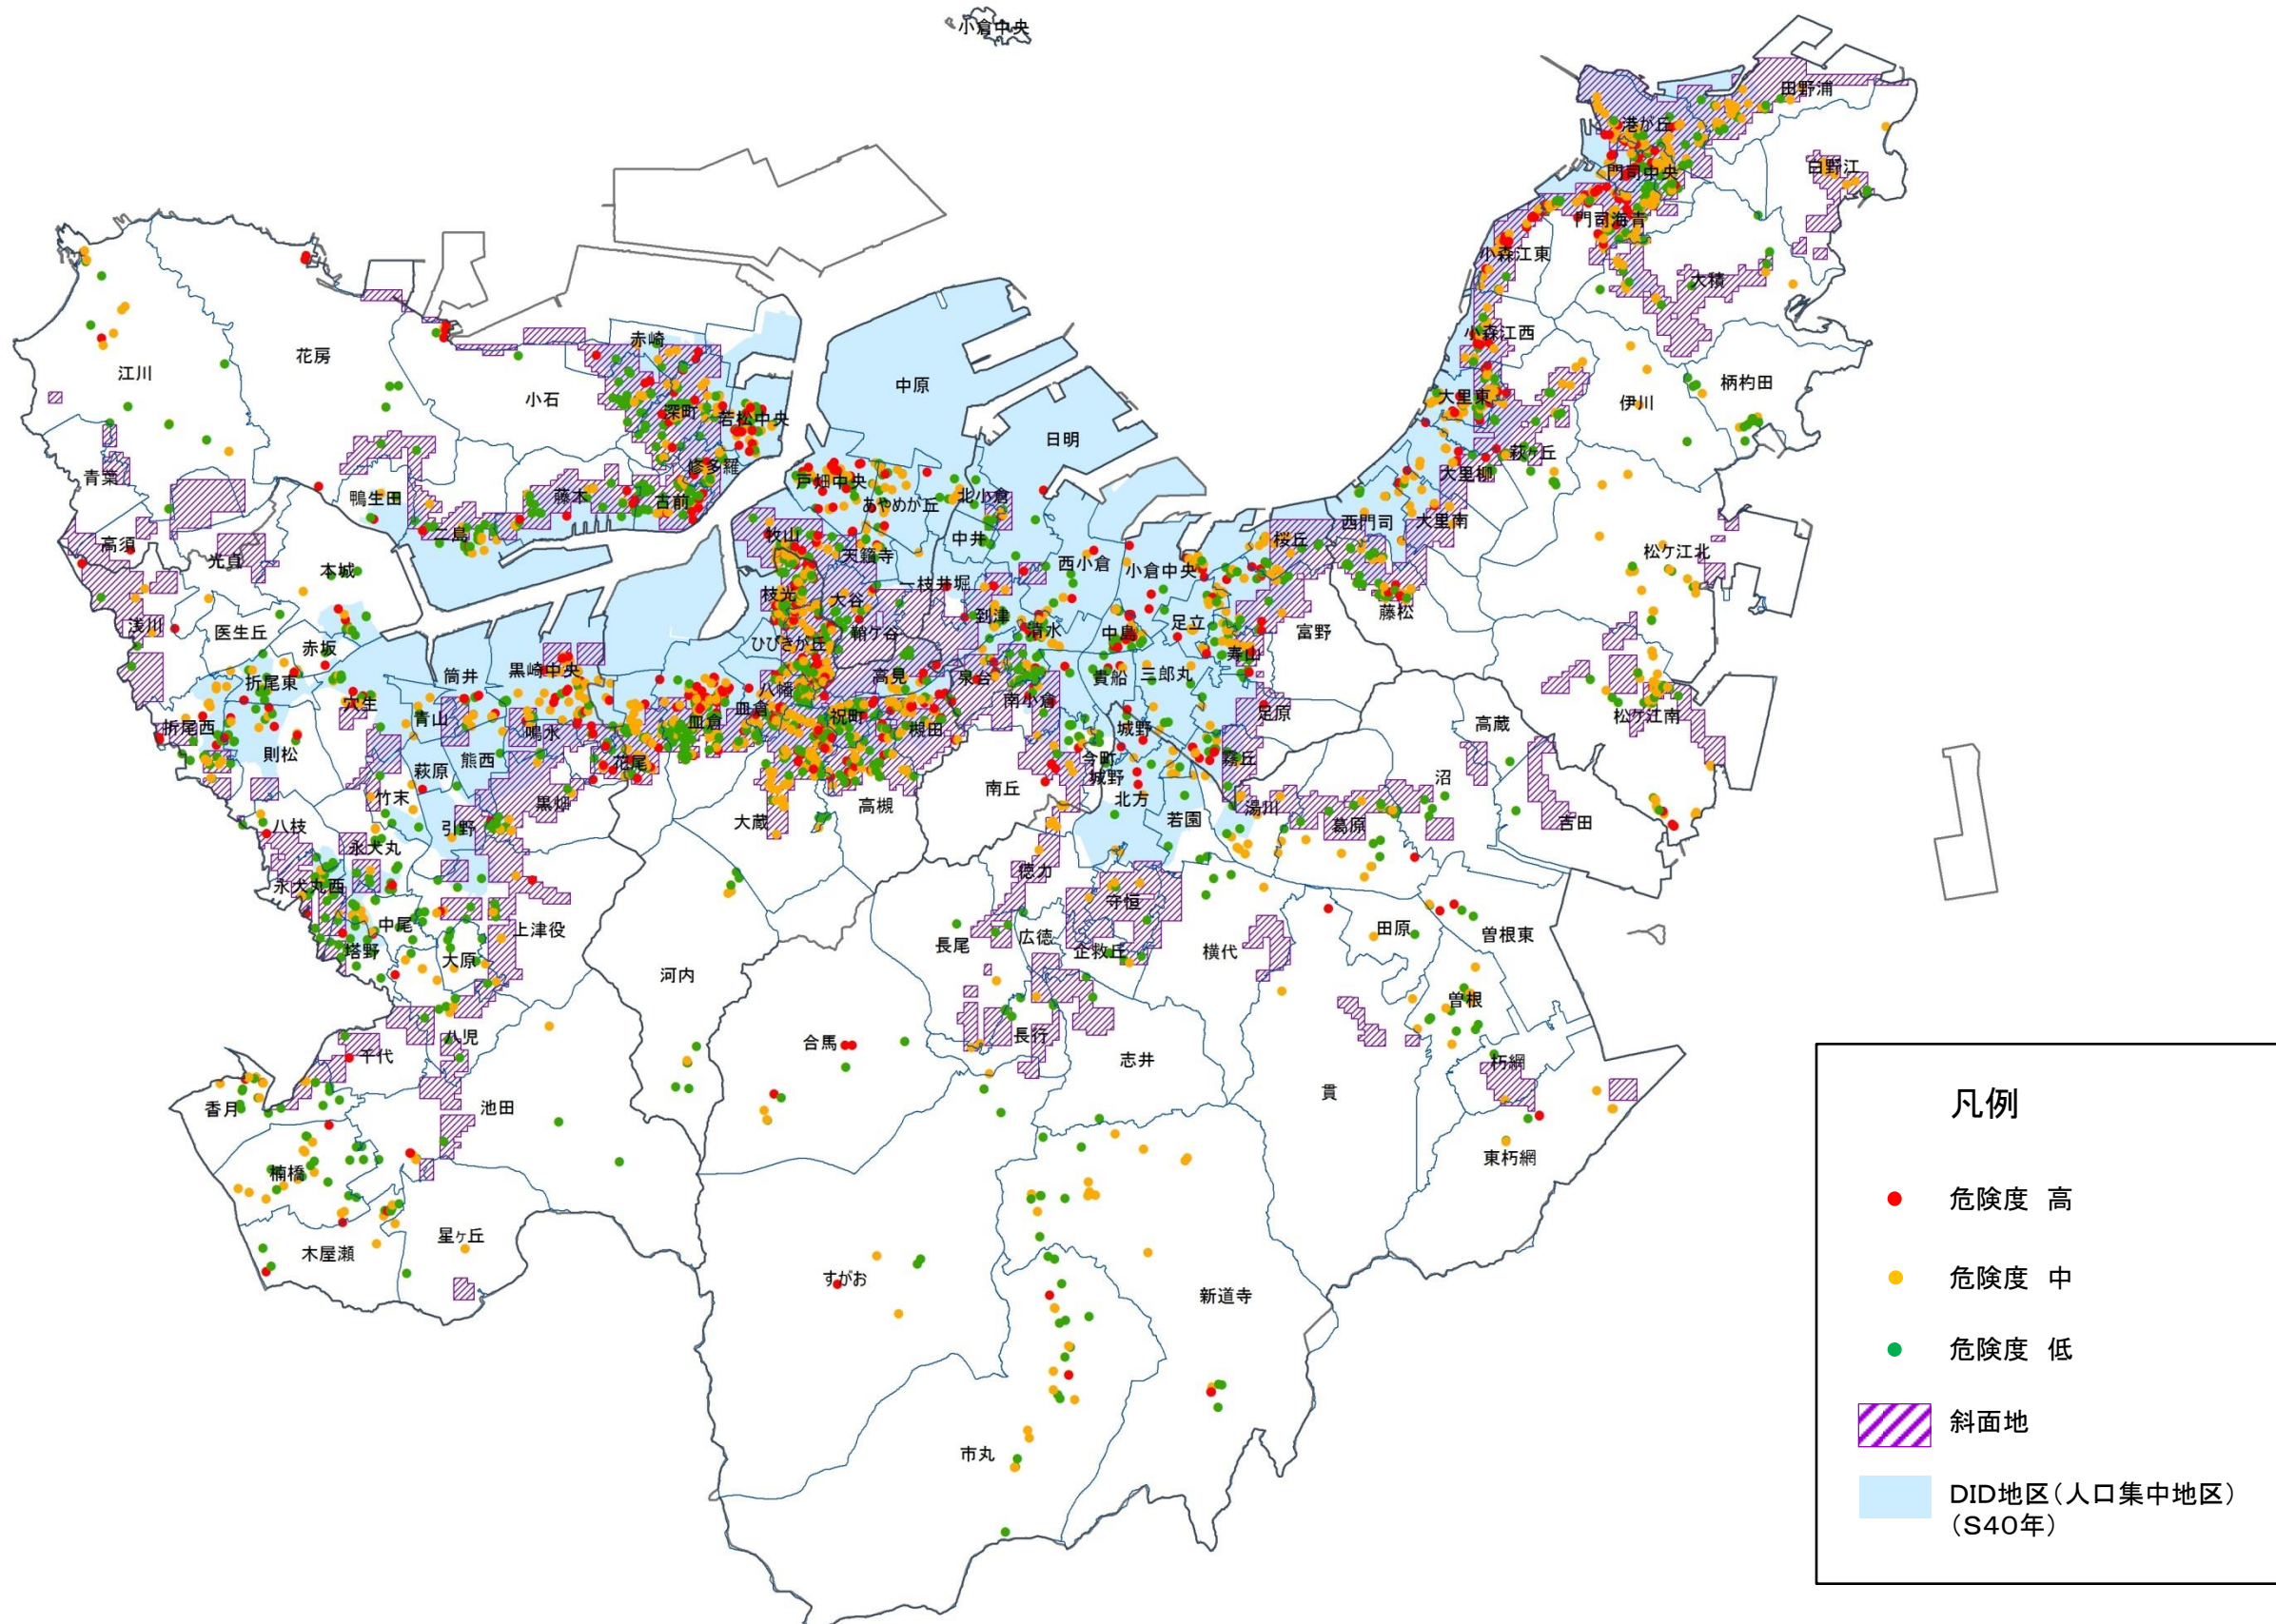 小倉中央
田野浦
港が丘
白野江
門司中央
門司海青
小森江東
大積
小森江西
赤崎
花房
江川
中原
柄杓田
小石
大里東
伊川
深町
若松中央
日明
萩ヶ丘
修多羅
大里柳
青葉
戸畑中央
鴨生田
藤木
古前
北小倉
あやめが丘
西門司
大里南
二島
牧山
中井
桜丘
高須
天籟寺
松ケ江北
光貞
西小倉
小倉中央
本城
一枝井堀
枝光
大谷
到津
藤松
浅川
医生丘
鞘ケ谷
清水
中島
足立
富野
赤坂
ひびきが丘
寿山
筒井
黒崎中央
高見
泉台
貴船
三郎丸
折尾東
八幡
穴生
南小倉
皿倉
皿倉
祝町
足原
松ケ江南
折尾西
青山
鳴水
槻田
城野
高蔵
則松
熊西
花尾
今町
霧丘
萩原
城野
沼
竹末
黒畑
南丘
北方
湯川
高槻
大蔵
若園
葛原
吉田
八枝
引野
永犬丸
徳力
永犬丸西
守恒
中尾
上津役
田原
曽根東
長尾
広徳
塔野
大原
企救丘
横代
河内
曽根
八児
合馬
長行
千代
志井
朽網
貫
香月
池田
東朽網
楠橋
星ヶ丘
木屋瀬
すがお
新道寺
市丸
凡例
危険度 高
危険度 中
危険度 低
斜面地
DID地区（人口集中地区）
（S40年）